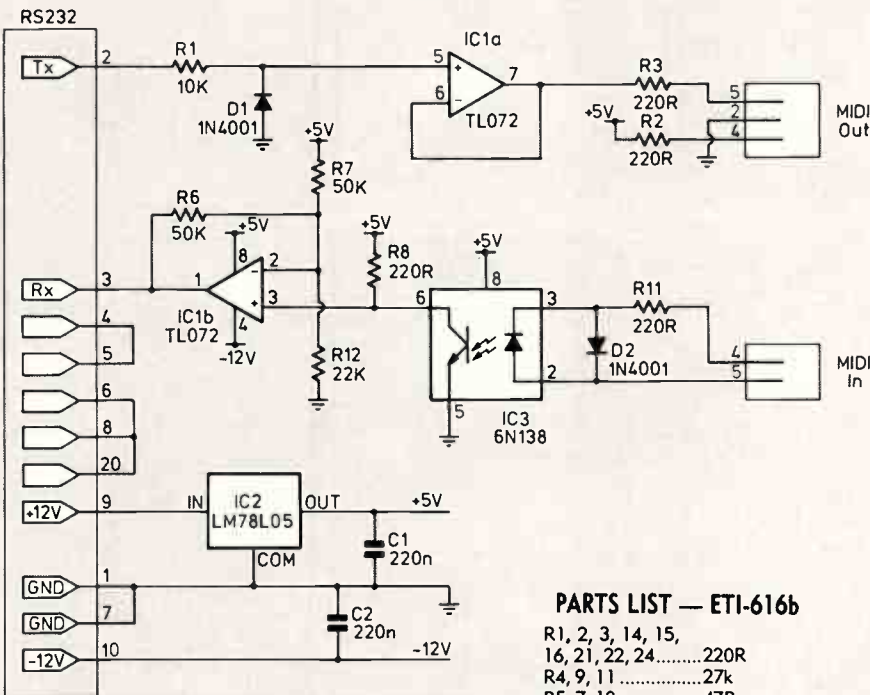 RS232
Tx
2
R1
10K
D1
1N4001
5
6
IC1a
7
TL072
R3
220R
+5V
R2
220R
5
2
4
MIDI
Out
+5V
R7
50K
R6
50K
+5V
8
2
3
1
4
IC1b
TL072
-12V
Rx
3
R12
22K
+5V
R8
220R
+5V
8
6
3
2
5
IC3
6N138
R11
220R
D2
1N4001
4
5
MIDI
In
4
5
6
8
20
+12V
9
IN
IC2
LM78L05
OUT
+5V
COM
C1
220n
GND
1
GND
7
C2
220n
-12V
10
-12V
PARTS LIST — ETI-616b
R1, 2, 3, 14, 15,
16, 21, 22, 24.........220R
R4, 9, 11 ...............27k